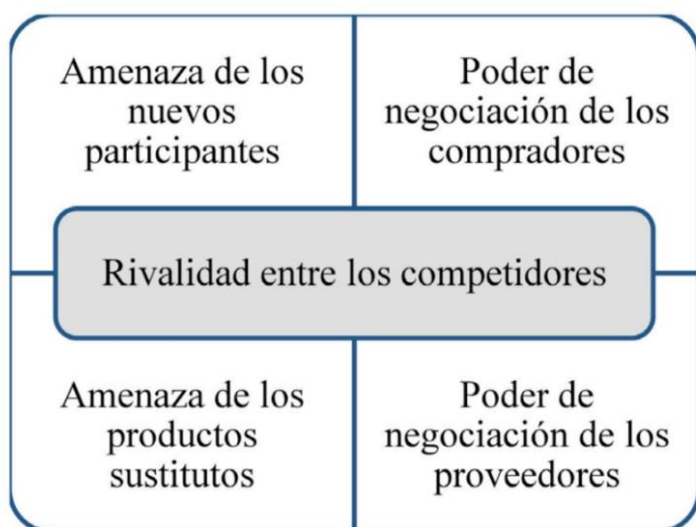 Amenaza de los
nuevos
participantes
Poder de
negociación de los
compradores
Rivalidad entre los competidores
Amenaza de los
productos
sustitutos
Poder de
negociación de los
proveedores